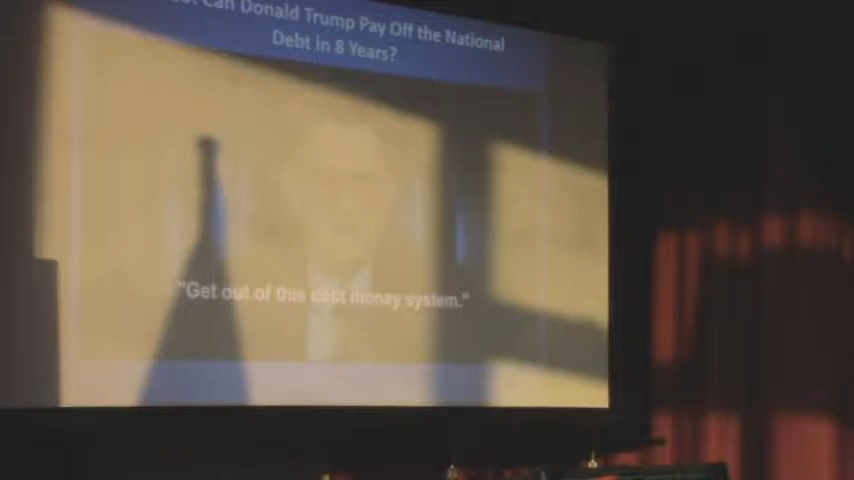 Can Donald Trump Pay Off the National
Debt in 8 Years?
"Get out of this debt money system."